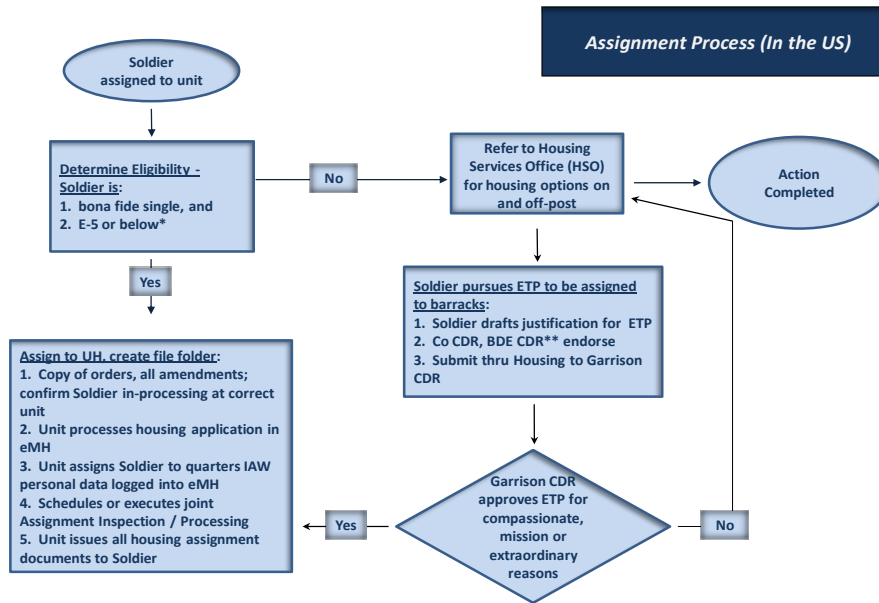 Assignment Process (In the US)
Soldier
assigned to unit
Determine Eligibility -
Soldier is:
1. bona fide single, and
2. E-5 or below*
No
Refer to Housing
Services Office (HSO)
for housing options on
and off-post
Action
Completed
Yes
Soldier pursues ETP to be assigned
to barracks:
1. Soldier drafts justification for ETP
2. Co CDR, BDE CDR** endorse
3. Submit thru Housing to Garrison
CDR
Assign to UH, create file folder:
1. Copy of orders, all amendments;
confirm Soldier in-processing at correct
unit
2. Unit processes housing application in
eMH
3. Unit assigns Soldier to quarters IAW
personal data logged into eMH
4. Schedules or executes joint
Assignment Inspection / Processing
5. Unit issues all housing assignment
documents to Soldier
Yes
Garrison CDR
approves ETP for
compassionate,
mission or
extraordinary
reasons
No